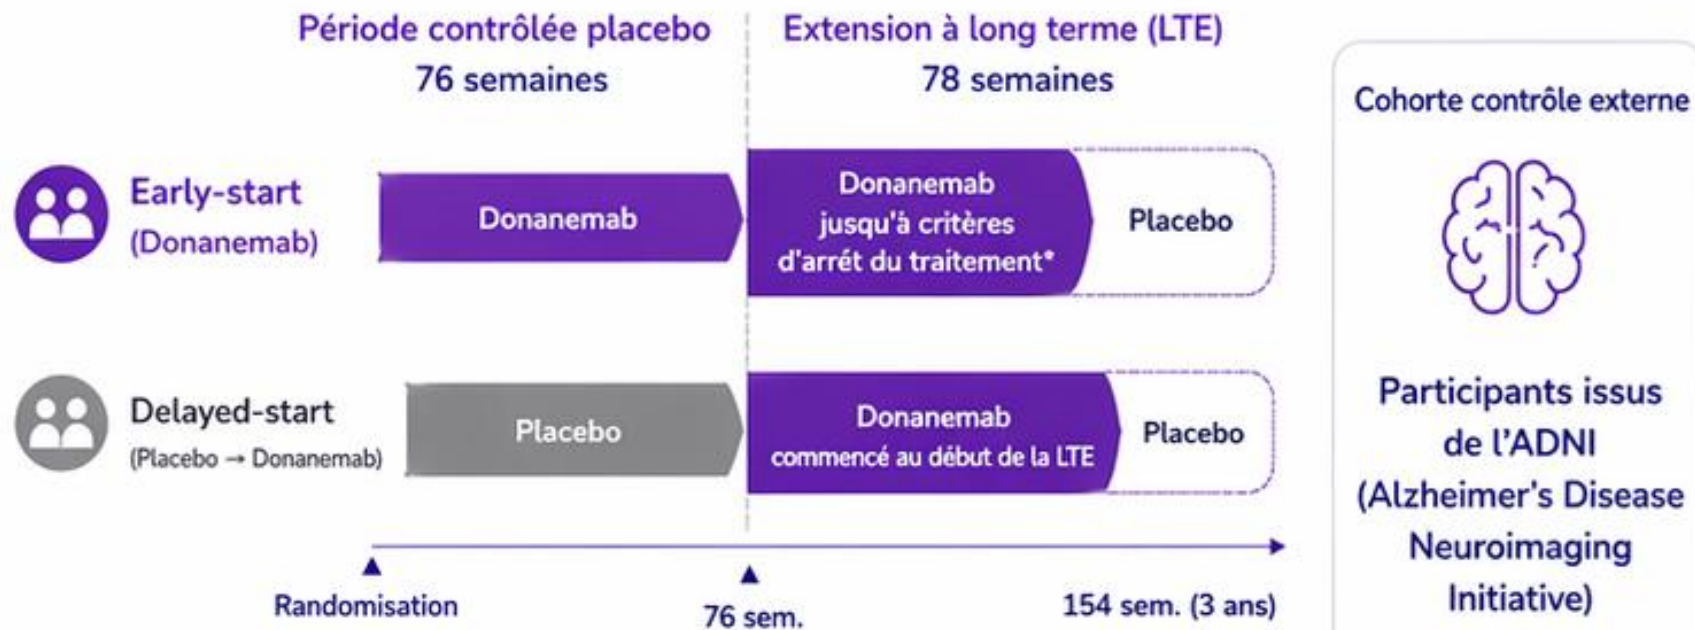 Période contrôlée placebo
76 semaines
Extension à long terme (LTE)
78 semaines
Early-start
(Donanemab)
Donanemab
Donanemab
jusqu'à critères
d'arrét du traitement*
Placebo
Delayed-start
(Placebo → Donanemab)
Placebo
Donanemab
commencé au début de la LTE
Placebo
Randomisation
76 sem.
154 sem. (3 ans)
Cohorte contrôle externe
Participants issus
de l'ADNI
(Alzheimer's Disease
Neuroimaging
Initiative)